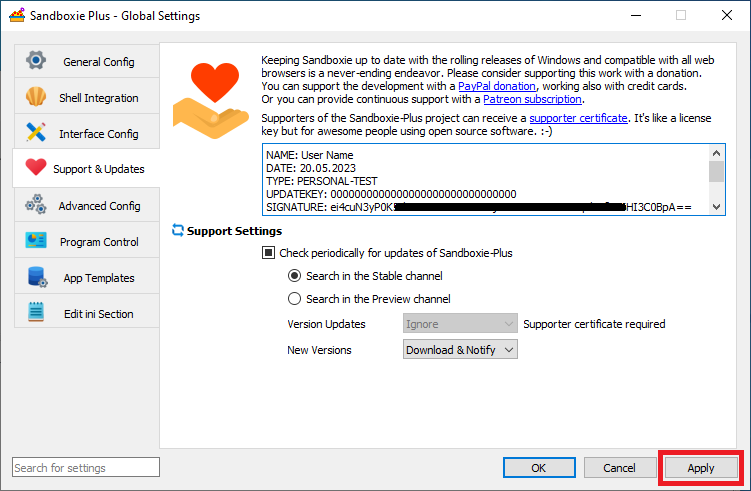 Sandboxie Plus - Global Settings
General Config
Shell Integration
Interface Config
Support & Updates
Advanced Config
Program Control
App Templates
Edit ini Section
Search for settings
Keeping Sandboxie up to date with the rolling releases of Windows and compatible with all web
browsers is a never-ending endeavor. Please consider supporting this work with a donation.
You can support the development with a PayPal donation, working also with credit cards.
Or you can provide continuous support with a Patreon subscription.
Supporters of the Sandboxie-Plus project can receive a supporter certificate. It's like a license
key but for awesome people using open source software. :-)
NAME: User Name
DATE: 20.05.2023
TYPE: PERSONAL-TEST
UPDATEKEY: 00000000000000000000000000000000
SIGNATURE: ei4cuN3yP0K HI3C0BpA==
Support Settings
Check periodically for updates of Sandboxie-Plus
Search in the Stable channel
Search in the Preview channel
Version Updates Ignore Supporter certificate required
New Versions Download & Notify
OK Cancel Apply